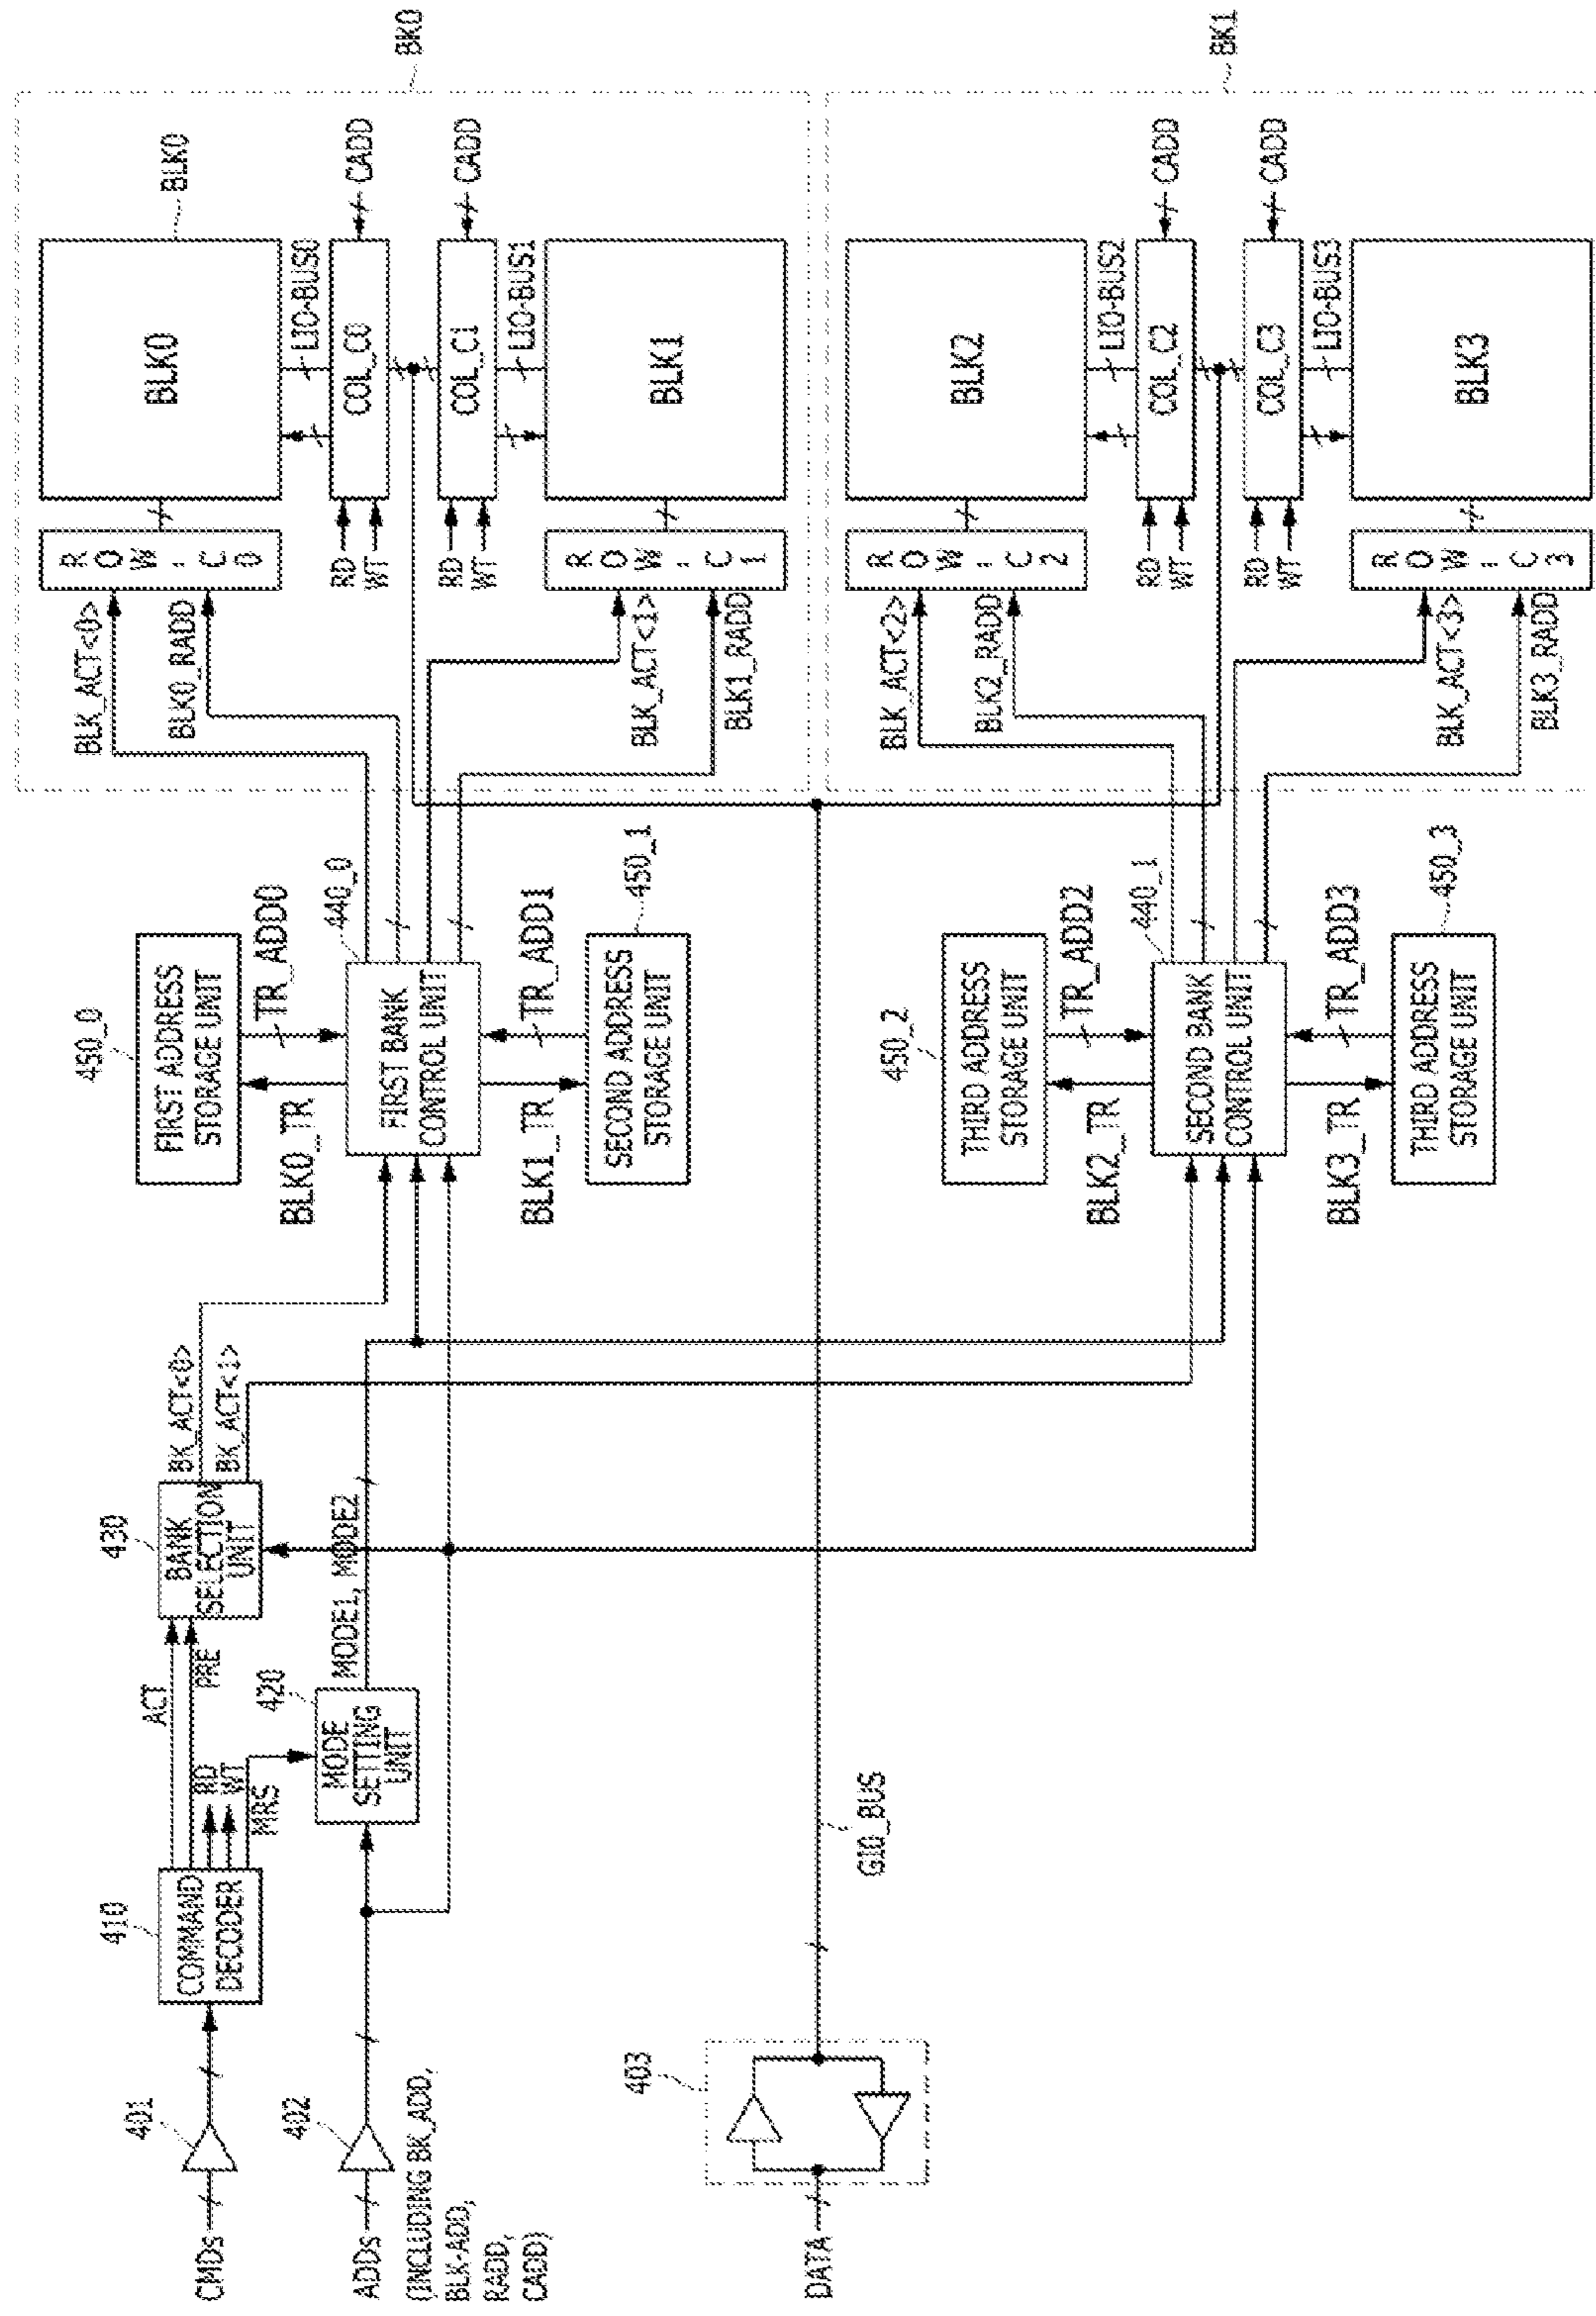 CMDs
401
410
COMMAND
DECODER
ACT
PRE
RD
WT
MRS
430
BANK
SELECTION
UNIT
BK_ACT<0>
BK_ACT<1>
ADDs
(INCLUDING BK_ADD,
BLK-ADD,
RADD,
CADD)
402
420
MODE
SETTING
UNIT
MODE1, MODE2
DATA
403
GIO_BUS
450_0
FIRST ADDRESS
STORAGE UNIT
BLK0_TR
TR_ADD0
440_0
FIRST BANK
CONTROL UNIT
BLK1_TR
TR_ADD1
SECOND ADDRESS
STORAGE UNIT
450_1
450_2
THIRD ADDRESS
STORAGE UNIT
BLK2_TR
TR_ADD2
440_1
SECOND BANK
CONTROL UNIT
BLK3_TR
TR_ADD3
THIRD ADDRESS
STORAGE UNIT
450_3
BK0
BLK_ACT<0>
BLK0_RADD
ROW_C0
BLK0
BLK0
LIO-BUS0
RD
WT
COL_C0
CADD
RD
WT
COL_C1
CADD
LIO-BUS1
BLK_ACT<1>
BLK1_RADD
ROW_C1
BLK1
BK1
BLK_ACT<2>
BLK2_RADD
ROW_C2
BLK2
LIO-BUS2
RD
WT
COL_C2
CADD
RD
WT
COL_C3
CADD
LIO-BUS3
BLK_ACT<3>
BLK3_RADD
ROW_C3
BLK3